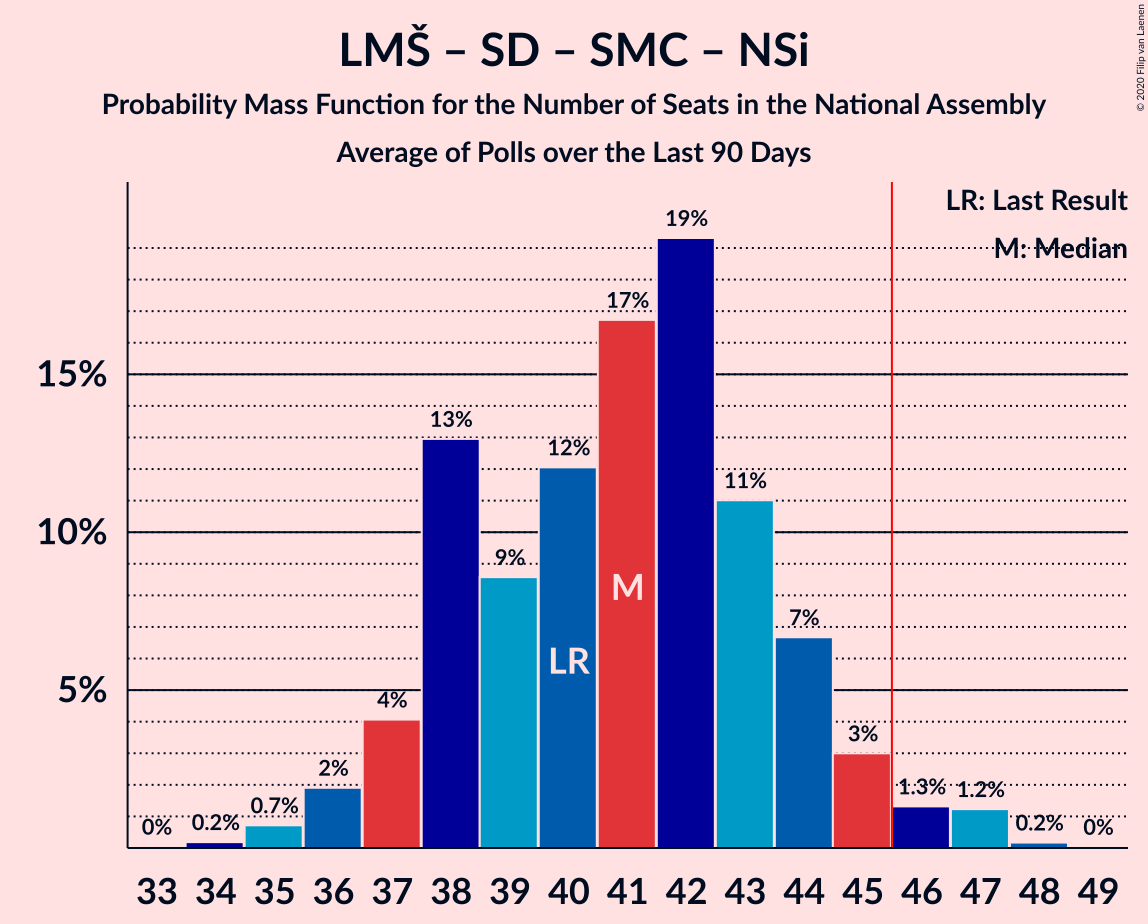 LMŠ – SD – SMC – NSi
Probability Mass Function for the Number of Seats in the National Assembly
Average of Polls over the Last 90 Days
© 2020 Filip van Laenen
LR: Last Result
M: Median
19%
17%
15%
13%
12%
11%
10%
9%
M
7%
LR
5%
4%
3%
2%
1.3%
1.2%
0.7%
0.2%
0.2%
0%
0%
33 34 35 36 37 38 39 40 41 42 43 44 45 46 47 48 49